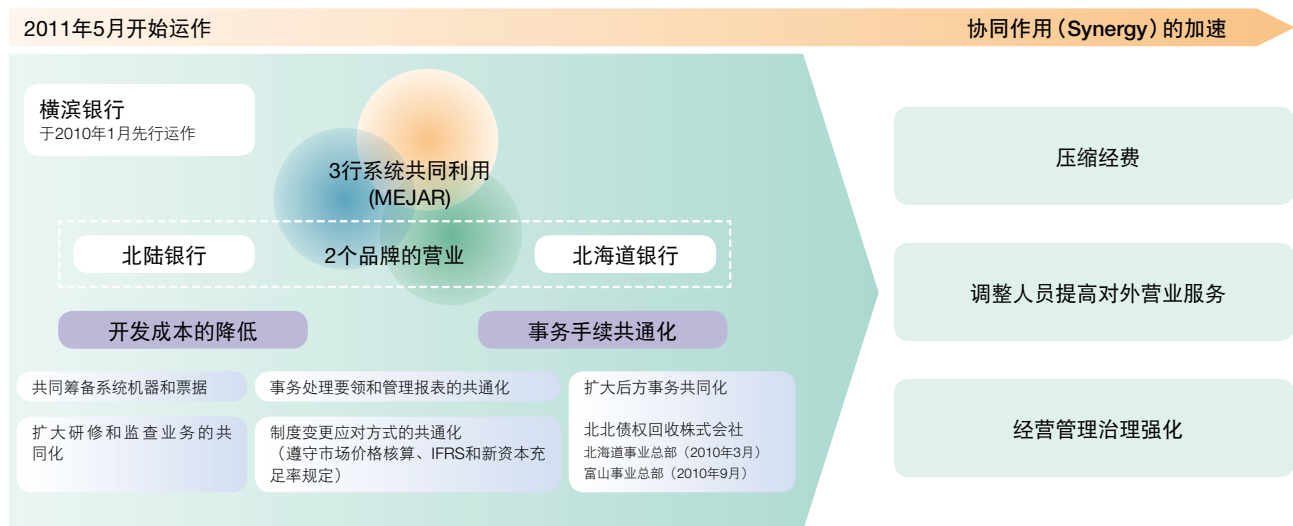 2011年5月开始运作
协同作用（Synergy）的加速
横滨银行
于2010年1月先行运作
3行系统共同利用
(MEJAR)
北陆银行
2个品牌的营业
北海道银行
开发成本的降低
事务手续共通化
共同筹备系统机器和票据
扩大研修和监查业务的共
同化
事务处理要领和管理报表的共通化
制度变更应对方式的共通化
（遵守市场价格核算、IFRS和新资本充
足率规定）
扩大后方事务共同化
北北债权回收株式会社
北海道事业总部（2010年3月）
富山事业总部（2010年9月）
压缩经费
调整人员提高对外营业服务
经营管理治理强化